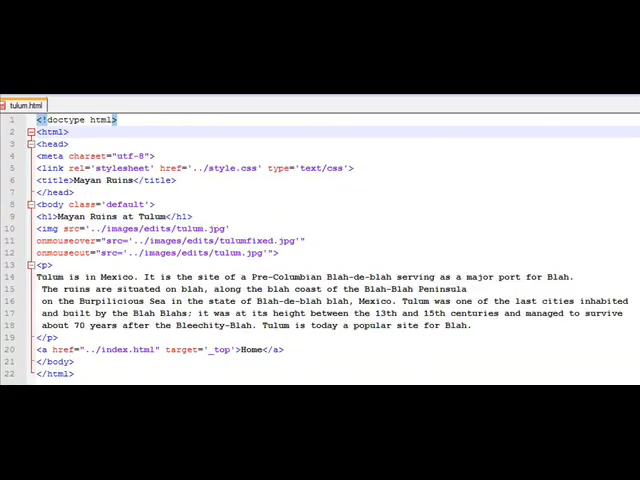 tulum.html
1 <!doctype html>
2 <html>
3 <head>
4 <meta charset="utf-8">
5 <link rel='stylesheet' href='../style.css' type='text/css'>
6 <title>Mayan Ruins</title>
7 </head>
8 <body class='default'>
9 <h1>Mayan Ruins at Tulum</h1>
10 <img src='../images/edits/tulum.jpg'
11 onmouseover="src='../images/edits/tulumfixed.jpg'"
12 onmouseout="src='../images/edits/tulum.jpg'">
13 <p>
14 Tulum is in Mexico. It is the site of a Pre-Columbian Blah-de-blah serving as a major port for Blah.
15 The ruins are situated on blah, along the blah coast of the Blah-Blah Peninsula
16 on the Burpilicious Sea in the state of Blah-de-blah blah, Mexico. Tulum was one of the last cities inhabited
17 and built by the Blah Blahs; it was at its height between the 13th and 15th centuries and managed to survive
18 about 70 years after the Bleechity-Blah. Tulum is today a popular site for Blah.
19 </p>
20 <a href="../index.html" target='_top'>Home</a>
21 </body>
22 </html>